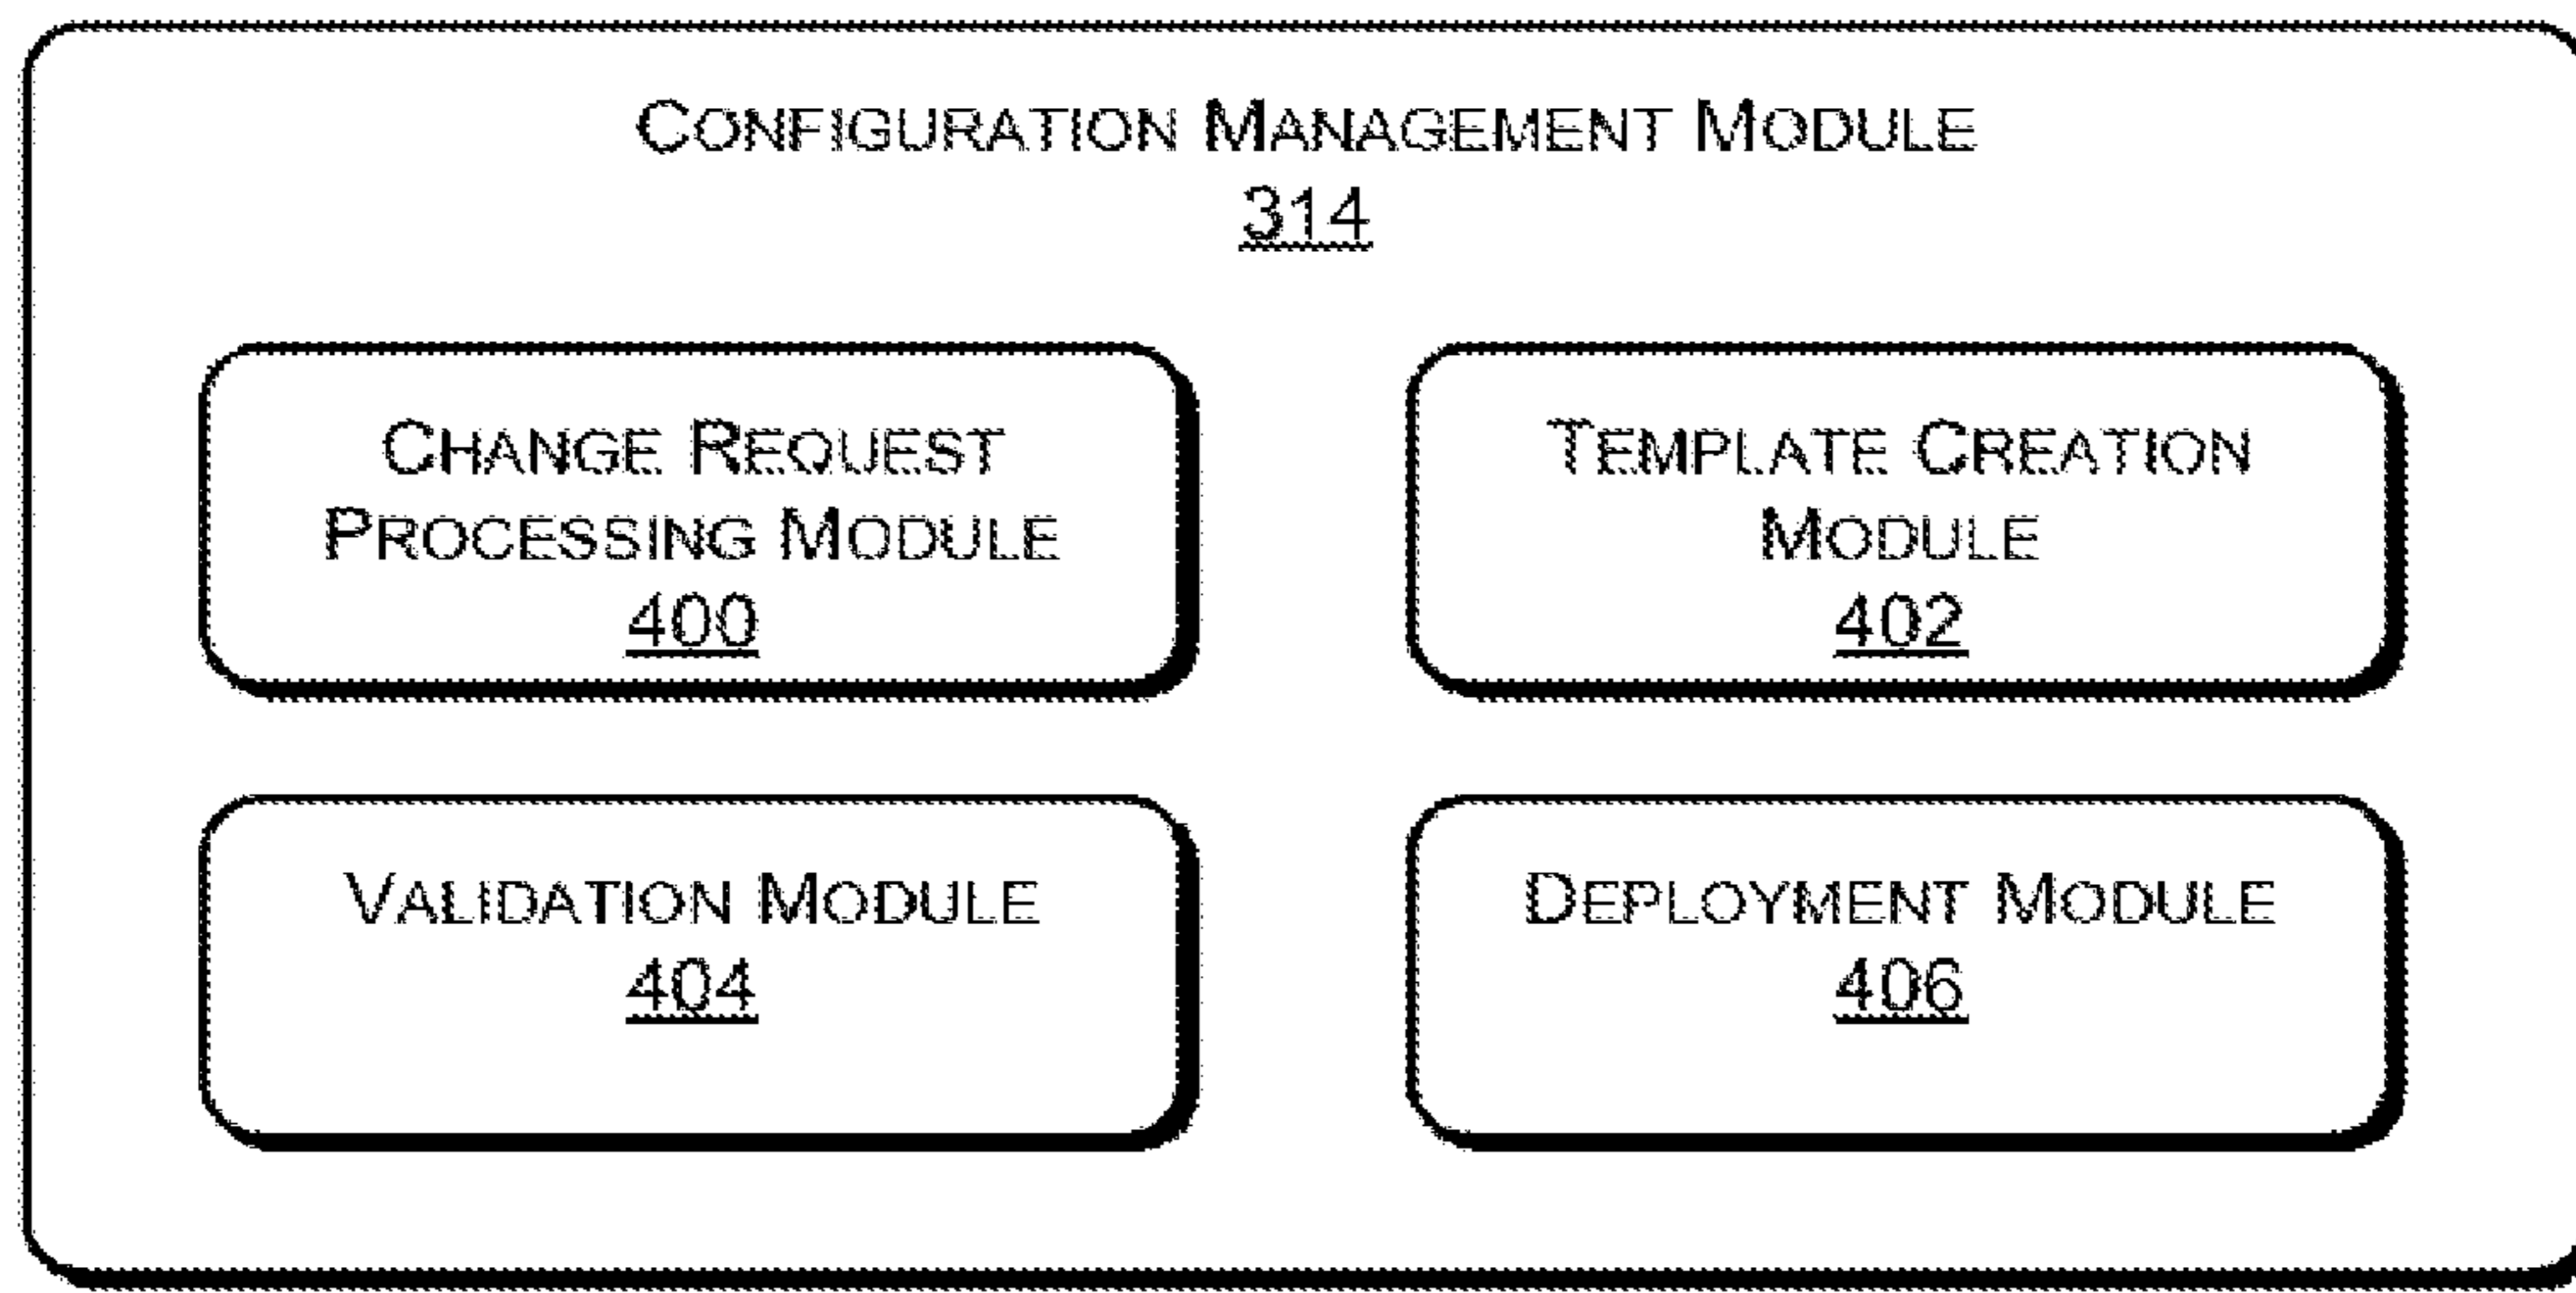 CONFIGURATION MANAGEMENT MODULE
314
CHANGE REQUEST
PROCESSING MODULE
400
TEMPLATE CREATION
MODULE
402
VALIDATION MODULE
404
DEPLOYMENT MODULE
406